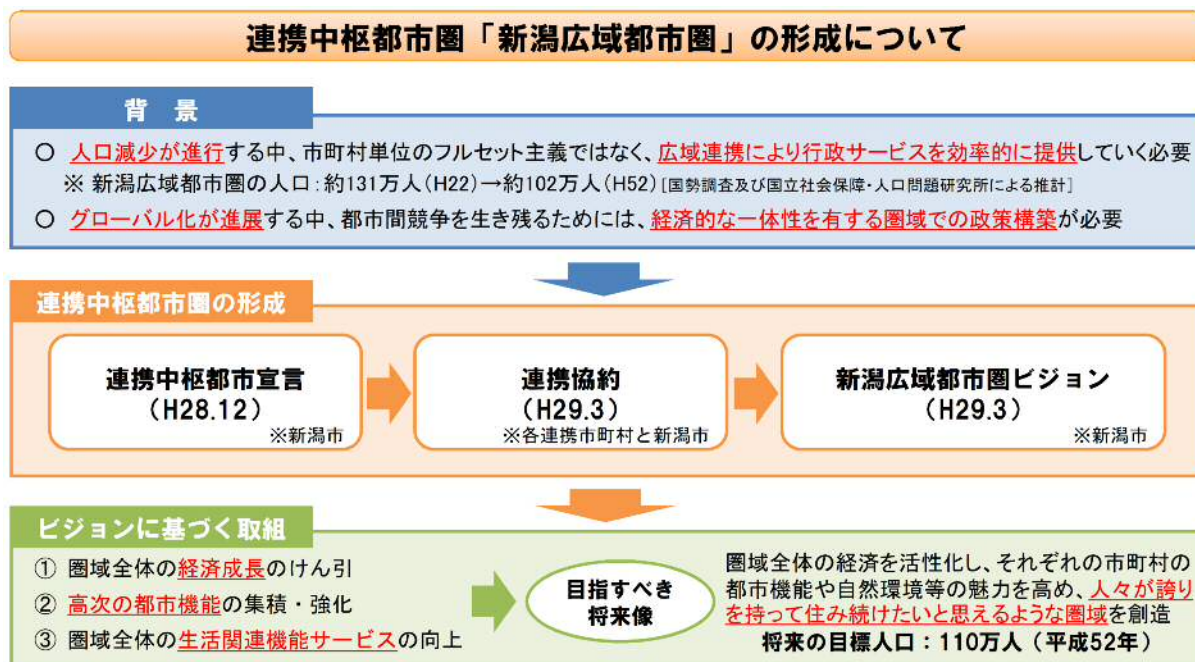 連携中枢都市圏「新潟広域都市圏」の形成について
背 景
○ 人口減少が進行する中、市町村単位のフルセット主義ではなく、広域連携により行政サービスを効率的に提供していく必要
※ 新潟広域都市圏の人口:約131万人(H22)→約102万人(H52) [国勢調査及び国立社会保障・人口問題研究所による推計]
○ グローバル化が進展する中、都市間競争を生き残るためには、経済的な一体性を有する圏域での政策構築が必要
連携中枢都市圏の形成
連携中枢都市宣言
(H28.12)
※新潟市
連携協約
(H29.3)
※各連携市町村と新潟市
新潟広域都市圏ビジョン
(H29.3)
※新潟市
ビジョンに基づく取組
① 圏域全体の経済成長のけん引
② 高次の都市機能の集積・強化
③ 圏域全体の生活関連機能サービスの向上
目指すべき
将来像
圏域全体の経済を活性化し、それぞれの市町村の
都市機能や自然環境等の魅力を高め、人々が誇り
を持って住み続けたいと思えるような圏域を創造
将来の目標人口:110万人(平成52年)